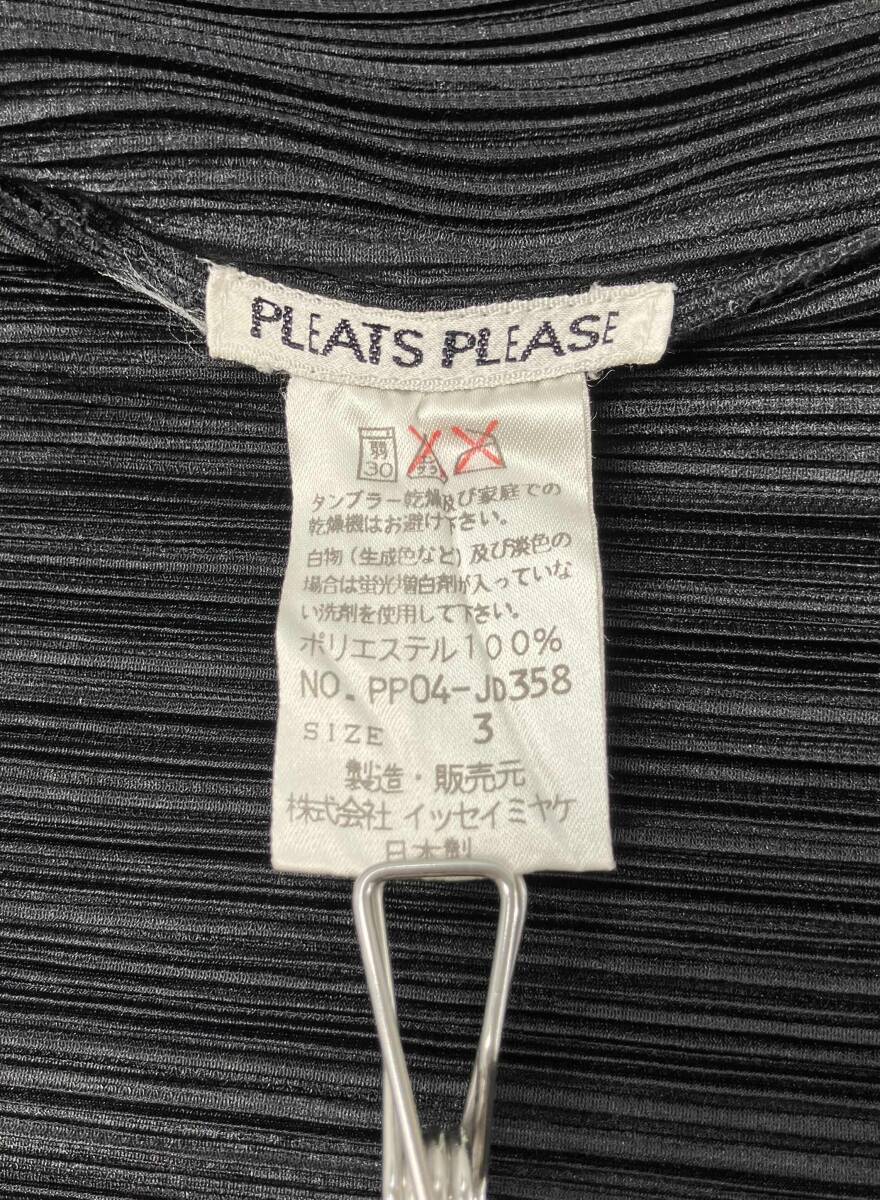 PLEATS PLEASE
弱
30
タンブラー乾燥及び家庭での
乾燥機はお避け下さい。
白物(生成色など)及び淡色の
場合は蛍光増白剤が入っていな
い洗剤を使用して下さい。
ポリエステル100%
NO. PP04-JD358
SIZE 3
製造・販売元
株式会社 イッセイミヤケ
日本製